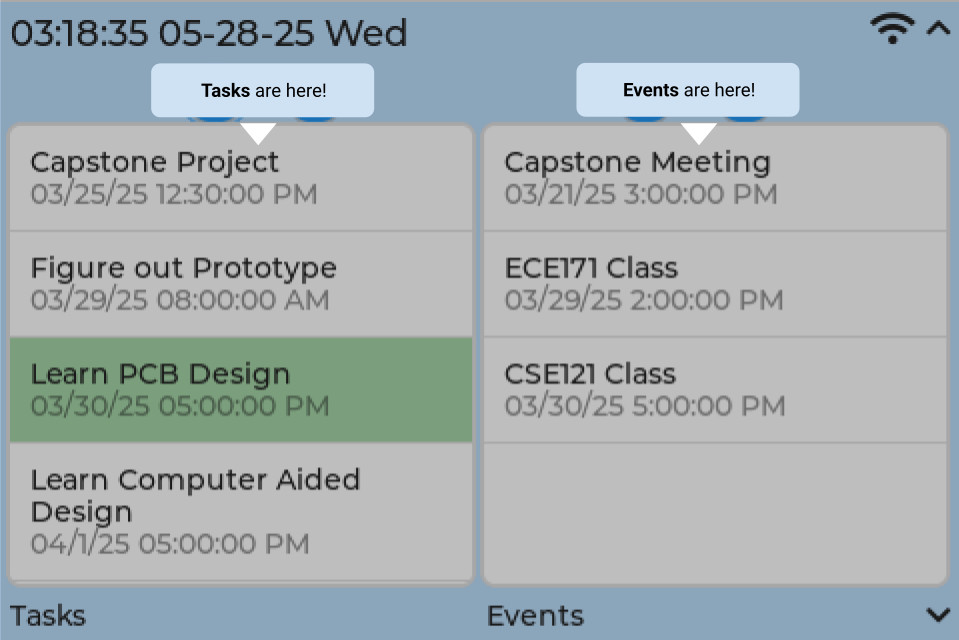 03:18:35 05-28-25 Wed
Tasks are here!
Events are here!
Capstone Project
03/25/25 12:30:00 PM
Figure out Prototype
03/29/25 08:00:00 AM
Learn PCB Design
03/30/25 05:00:00 PM
Learn Computer Aided
Design
04/1/25 05:00:00 PM
Capstone Meeting
03/21/25 3:00:00 PM
ECE171 Class
03/29/25 2:00:00 PM
CSE121 Class
03/30/25 5:00:00 PM
Tasks
Events